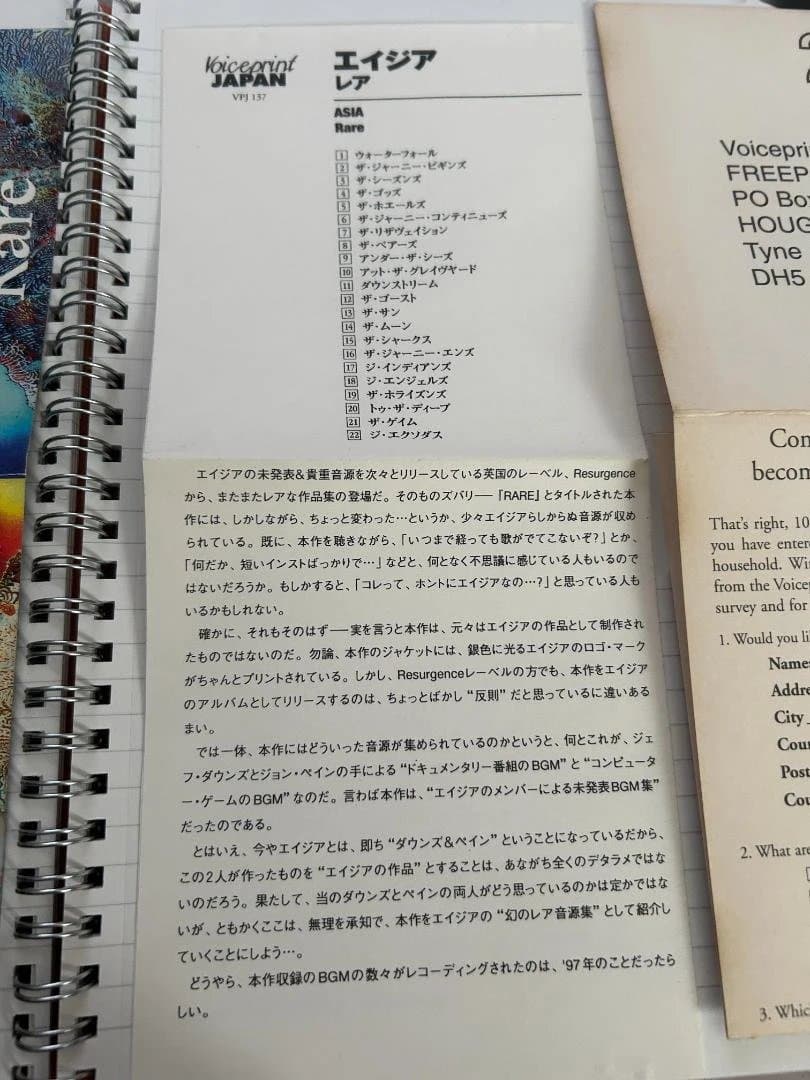 Rare
Voiceprint
JAPAN
VPJ 137
エイジア
レア
ASIA
Rare
1 ウォーターフォール
2 ザ・ジャーニー・ビギンズ
3 ザ・シーズンズ
4 ザ・ゴッズ
5 ザ・ホエールズ
6 ザ・ジャーニー・コンティニューズ
7 ザ・リザヴェイション
8 ザ・ベアーズ
9 アンダー・ザ・シーズ
10 アット・ザ・グレイヴヤード
11 ダウンストリーム
12 ザ・ゴースト
13 ザ・サン
14 ザ・ムーン
15 ザ・シャークス
16 ザ・ジャーニー・エンズ
17 ジ・インディアンズ
18 ジ・エンジェルズ
19 ザ・ホライズンズ
20 トゥ・ザ・ディープ
21 ザ・ゲイム
22 ジ・エクソダス
エイジアの未発表&貴重音源を次々とリリースしている英国のレーベル、Resurgence
から、またまたレアな作品集の登場だ。そのものズバリ──『RARE』とタイトルされた本
作には、しかしながら、ちょっと変わった…というか、少々エイジアらしからぬ音源が収め
られている。既に、本作を聴きながら、「いつまで経っても歌がでてこないぞ?」とか、
「何だか、短いインストばっかりで…」などと、何となく不思議に感じている人もいるので
はないだろうか。もしかすると、「コレって、ホントにエイジアなの…?」と思っている人も
いるかもしれない。
確かに、それもそのはず──実を言うと本作は、元々はエイジアの作品として制作され
たものではないのだ。勿論、本作のジャケットには、銀色に光るエイジアのロゴ・マーク
がちゃんとプリントされている。しかし、Resurgenceレーベルの方でも、本作をエイジア
のアルバムとしてリリースするのは、ちょっとばかし“反則”だと思っているに違いある
まい。
では一体、本作にはどういった音源が集められているのかというと、何とこれが、ジェ
フ・ダウンズとジョン・ペインの手による“ドキュメンタリー番組のBGM”と“コンピュータ
ー・ゲームのBGM”なのだ。言わば本作は、“エイジアのメンバーによる未発表BGM集”
だったのである。
とはいえ、今やエイジアとは、即ち“ダウンズ&ペイン”ということになっているだから、
この2人が作ったものを“エイジアの作品”とすることは、あながち全くのデタラメではな
いのだろう。果たして、当のダウンズとペインの両人がどう思っているのかは定かではな
いが、ともかくここは、無理を承知で、本作をエイジアの“幻のレア音源集”として紹介し
ていくことにしよう…。
どうやら、本作収録のBGMの数々がレコーディングされたのは、'97年のことだったら
しい。
Voicepri
FREEP
PO Bo
HOUG
Tyne
DH5
Con
becom
That's right, 10
you have entere
household. Wi
from the Voice
survey and for
1. Would you li
Name
Addre
City
Cour
Post
Cou
2. What are
3. Whic